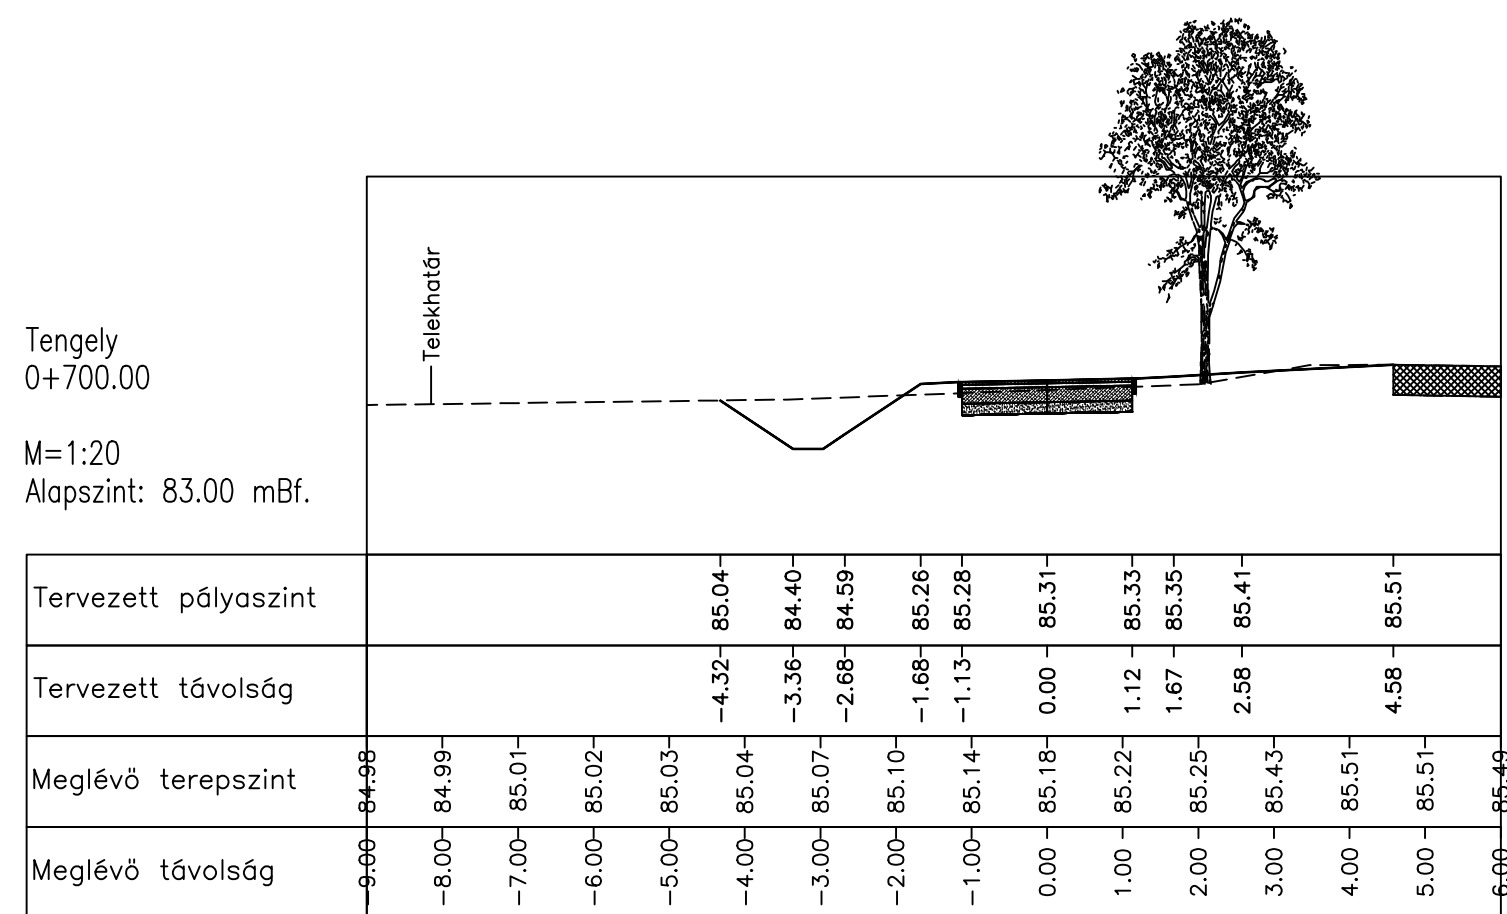 Telekhatár
Tengely
0+700.00
M=1:20
Alapszint: 83.00 mBf.
Tervezett pályaszint 85.04 84.40 84.59 85.26 85.28 85.31 85.33 85.35 85.41 85.51
Tervezett távolság -4.32 -3.36 -2.68 -1.68 -1.13 0.00 1.12 1.67 2.58 4.58
Meglévö terepszint 84.98 84.99 85.01 85.02 85.03 85.04 85.07 85.10 85.14 85.18 85.22 85.25 85.43 85.51 85.51 85.49
Meglévö távolság -9.00 -8.00 -7.00 -6.00 -5.00 -4.00 -3.00 -2.00 -1.00 0.00 1.00 2.00 3.00 4.00 5.00 6.00